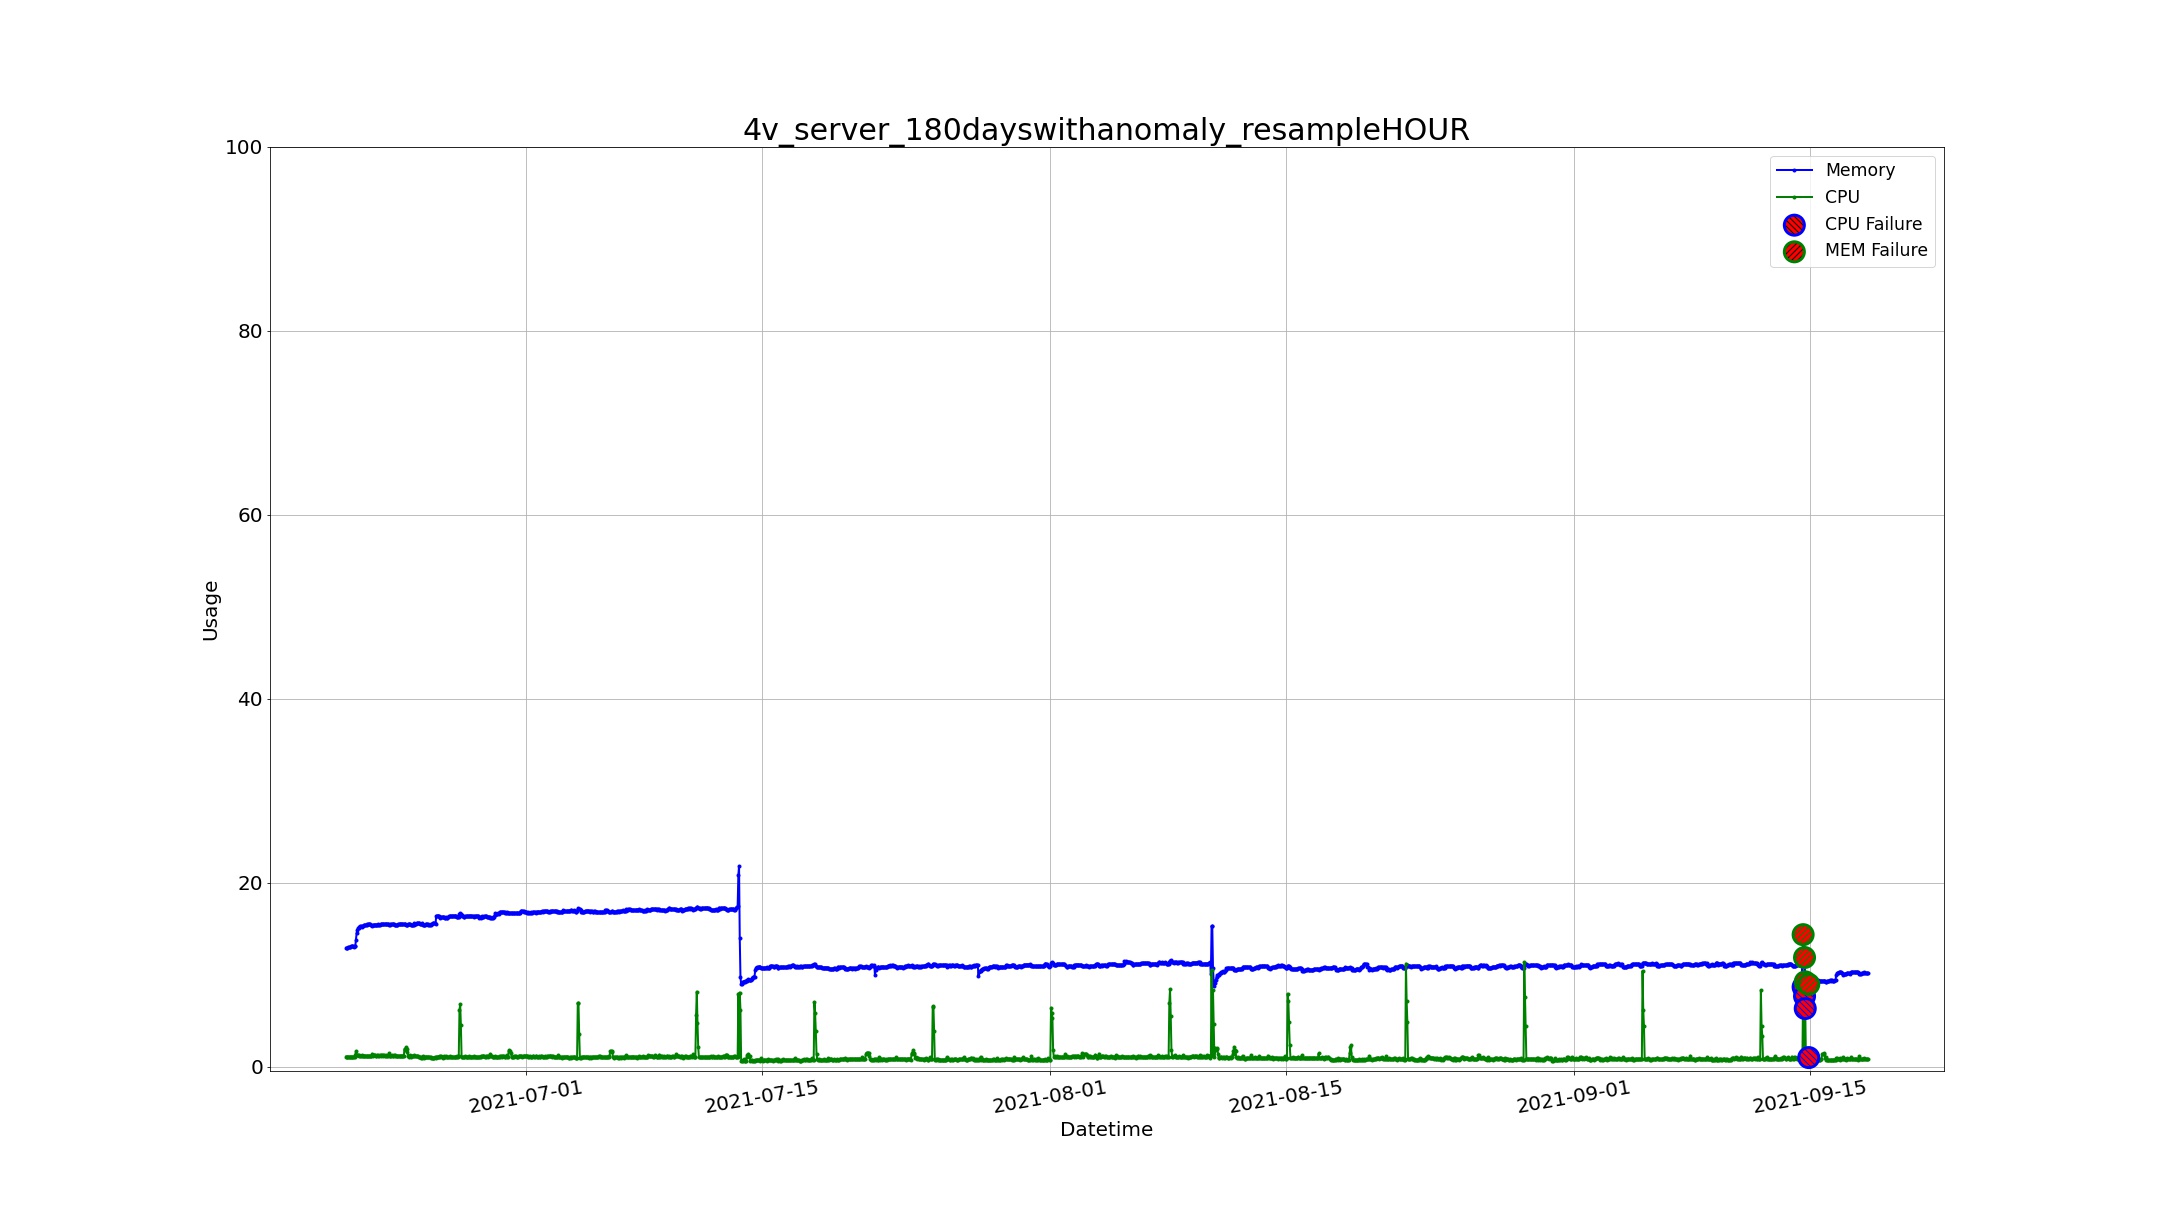 4v_server_180dayswithanomaly_resampleHOUR
100
80
60
40
20
0
Usage
Memory
CPU
CPU Failure
MEM Failure
2021-07-01
2021-07-15
2021-08-01
2021-08-15
2021-09-01
2021-09-15
Datetime